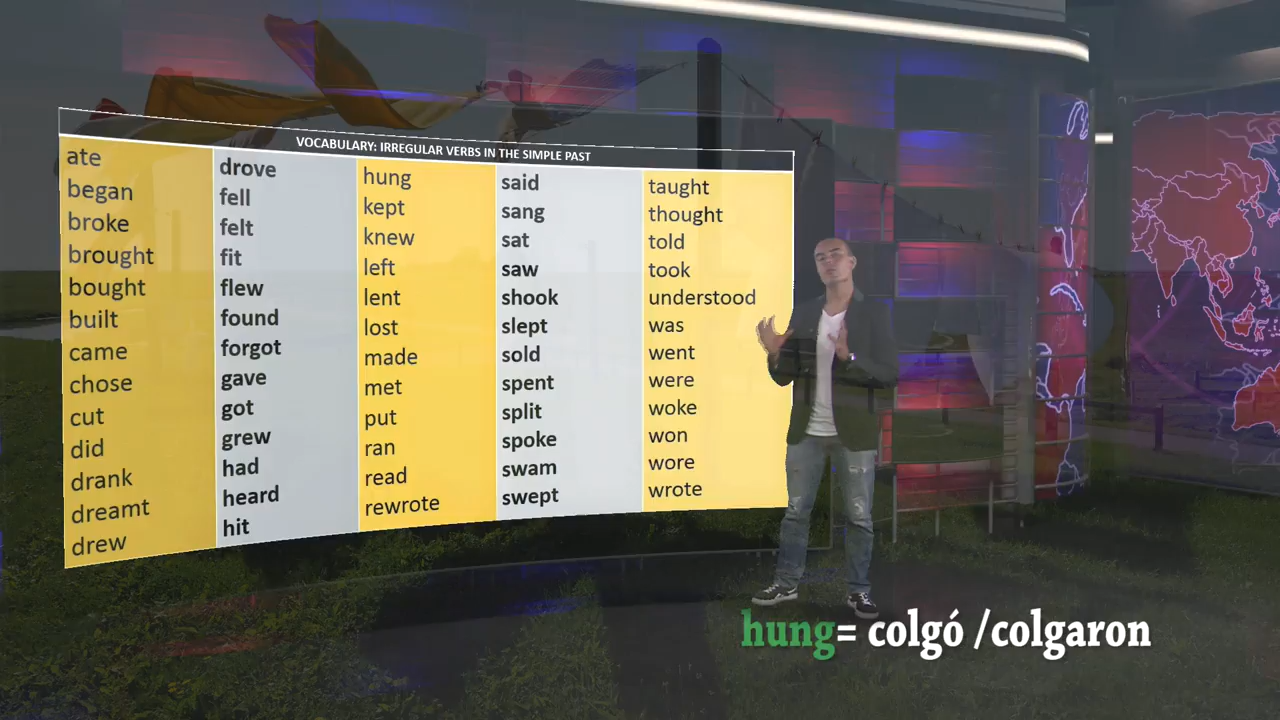 VOCABULARY: IRREGULAR VERBS IN THE SIMPLE PAST
ate
began
broke
brought
bought
built
came
chose
cut
did
drank
dreamt
drew
drove
fell
felt
fit
flew
found
forgot
gave
got
grew
had
heard
hit
hung
kept
knew
left
lent
lost
made
met
put
ran
read
rewrote
said
sang
sat
saw
shook
slept
sold
spent
split
spoke
swam
swept
taught
thought
told
took
understood
was
went
were
woke
won
wore
wrote
hung= colgó /colgaron